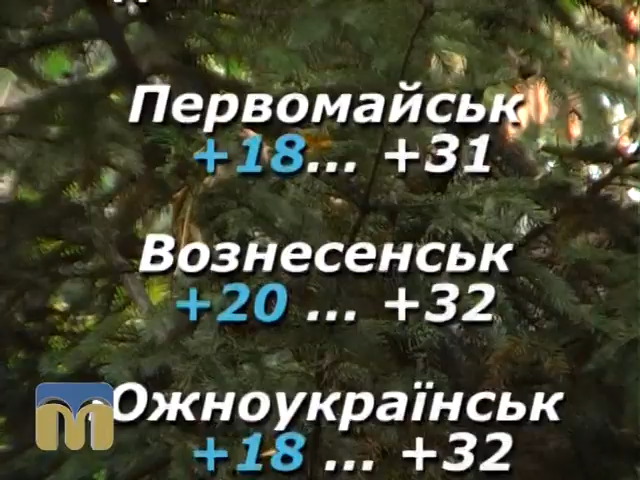 Первомайськ
+18... +31
Вознесенськ
+20 ... +32
Южноукраїнськ
+18 ... +32